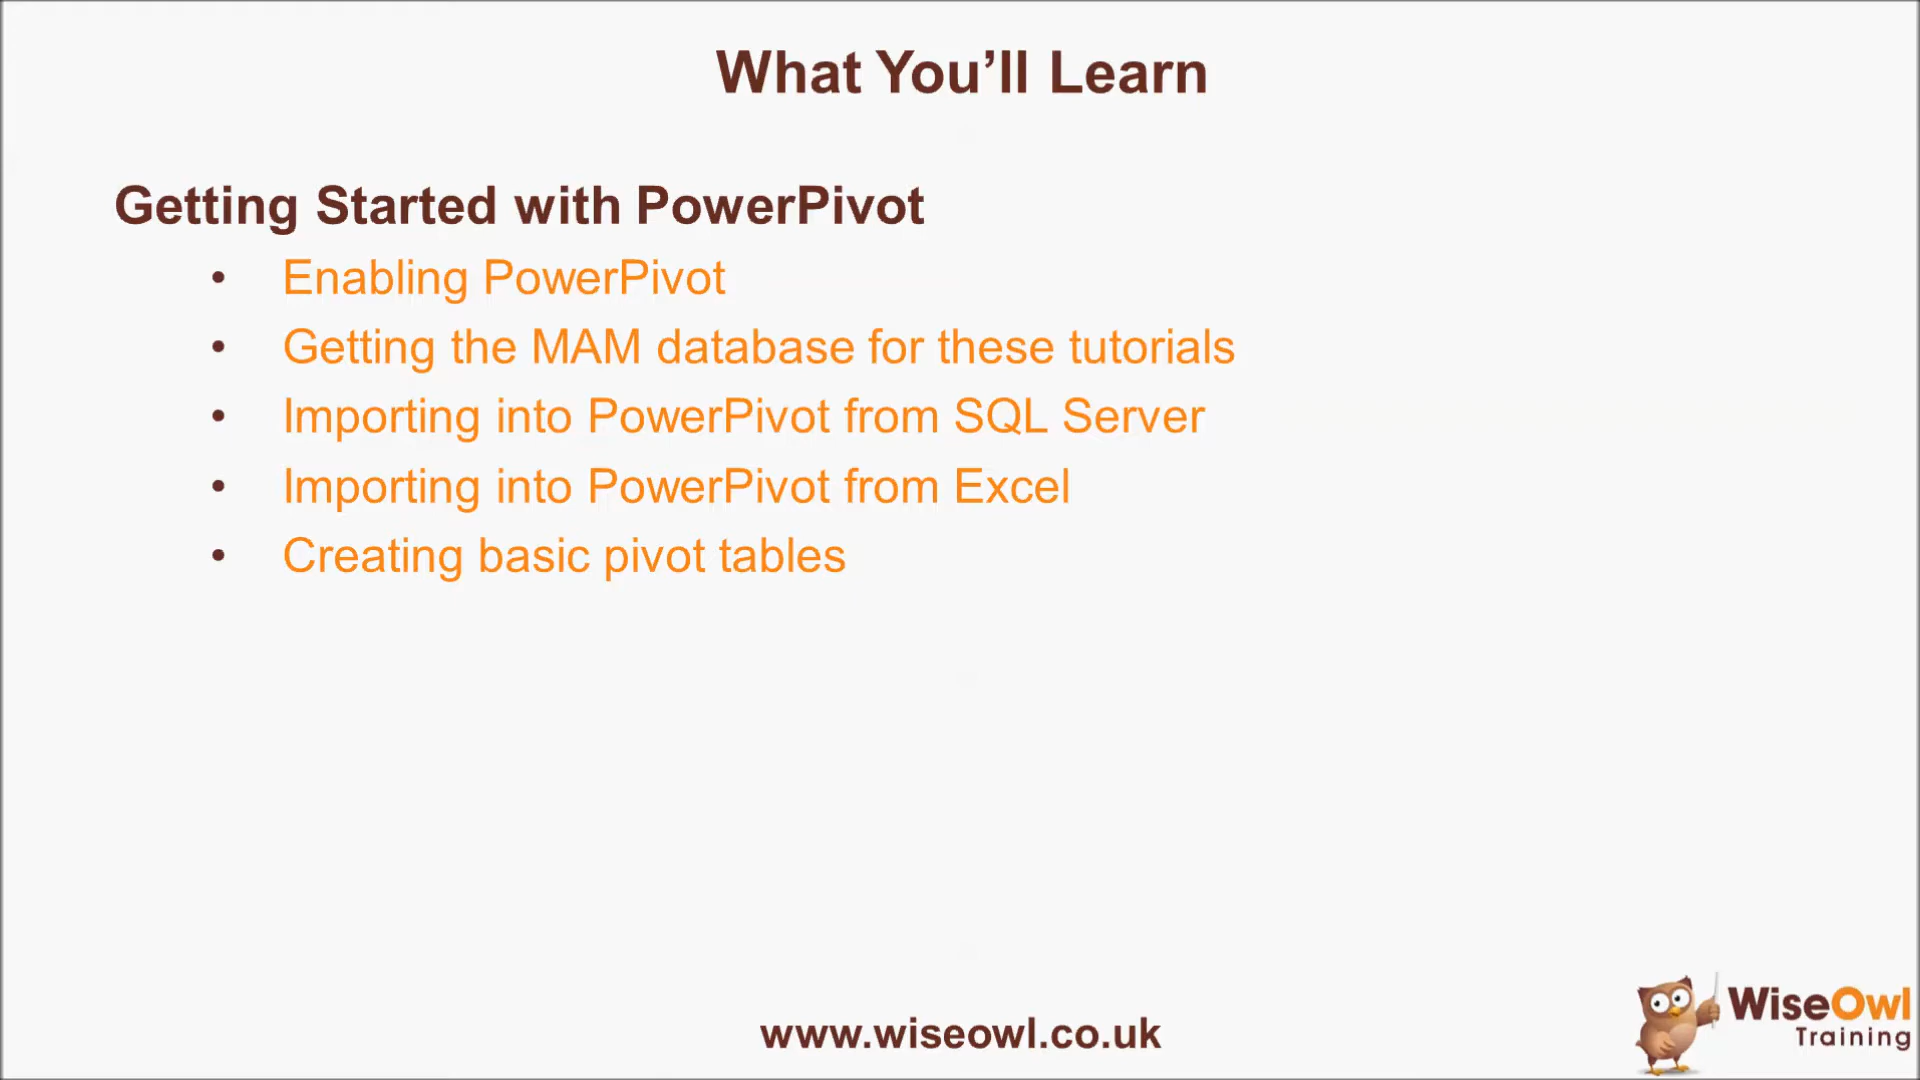 What You’ll Learn
Getting Started with PowerPivot
• Enabling PowerPivot
• Getting the MAM database for these tutorials
• Importing into PowerPivot from SQL Server
• Importing into PowerPivot from Excel
• Creating basic pivot tables
www.wiseowl.co.uk
WiseOwl
Training